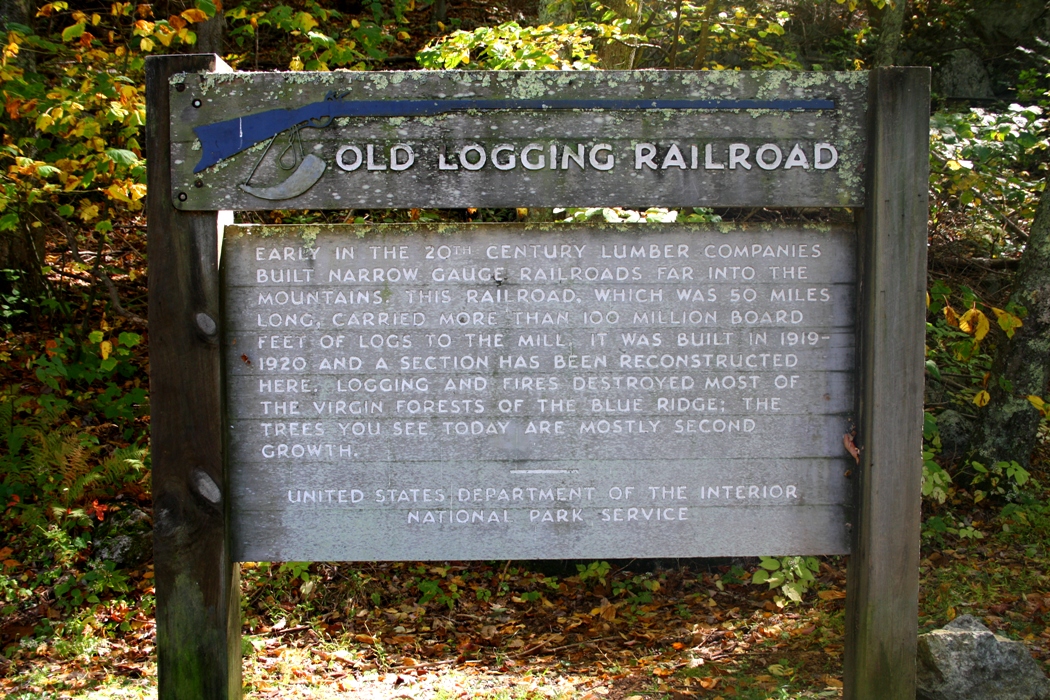 OLD LOGGING RAILROAD
EARLY IN THE 20TH CENTURY LUMBER COMPANIES
BUILT NARROW GAUGE RAILROADS FAR INTO THE
MOUNTAINS. THIS RAILROAD, WHICH WAS 50 MILES
LONG, CARRIED MORE THAN 100 MILLION BOARD
FEET OF LOGS TO THE MILL. IT WAS BUILT IN 1919-
1920 AND A SECTION HAS BEEN RECONSTRUCTED
HERE. LOGGING AND FIRES DESTROYED MOST OF
THE VIRGIN FORESTS OF THE BLUE RIDGE; THE
TREES YOU SEE TODAY ARE MOSTLY SECOND
GROWTH.
UNITED STATES DEPARTMENT OF THE INTERIOR
NATIONAL PARK SERVICE